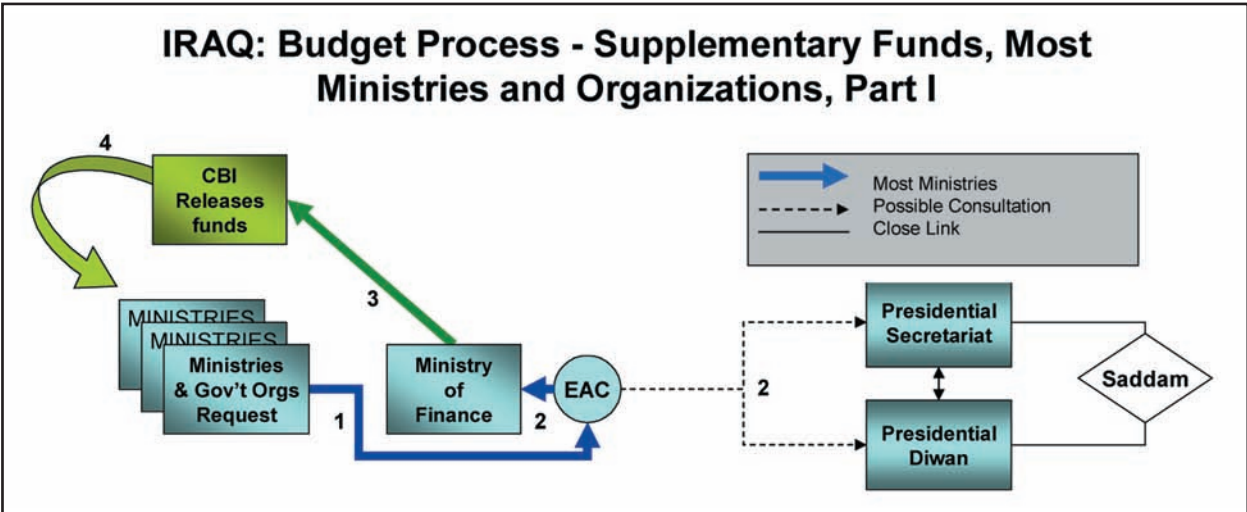 IRAQ: Budget Process - Supplementary Funds, Most
Ministries and Organizations, Part I
4
CBI
Releases
funds
Most Ministries
Possible Consultation
Close Link
3
MINISTRIES
MINISTRIES
Ministries
& Gov't Orgs
Request
1
Ministry
of
Finance
2
EAC
2
Presidential
Secretariat
Saddam
Presidential
Diwan